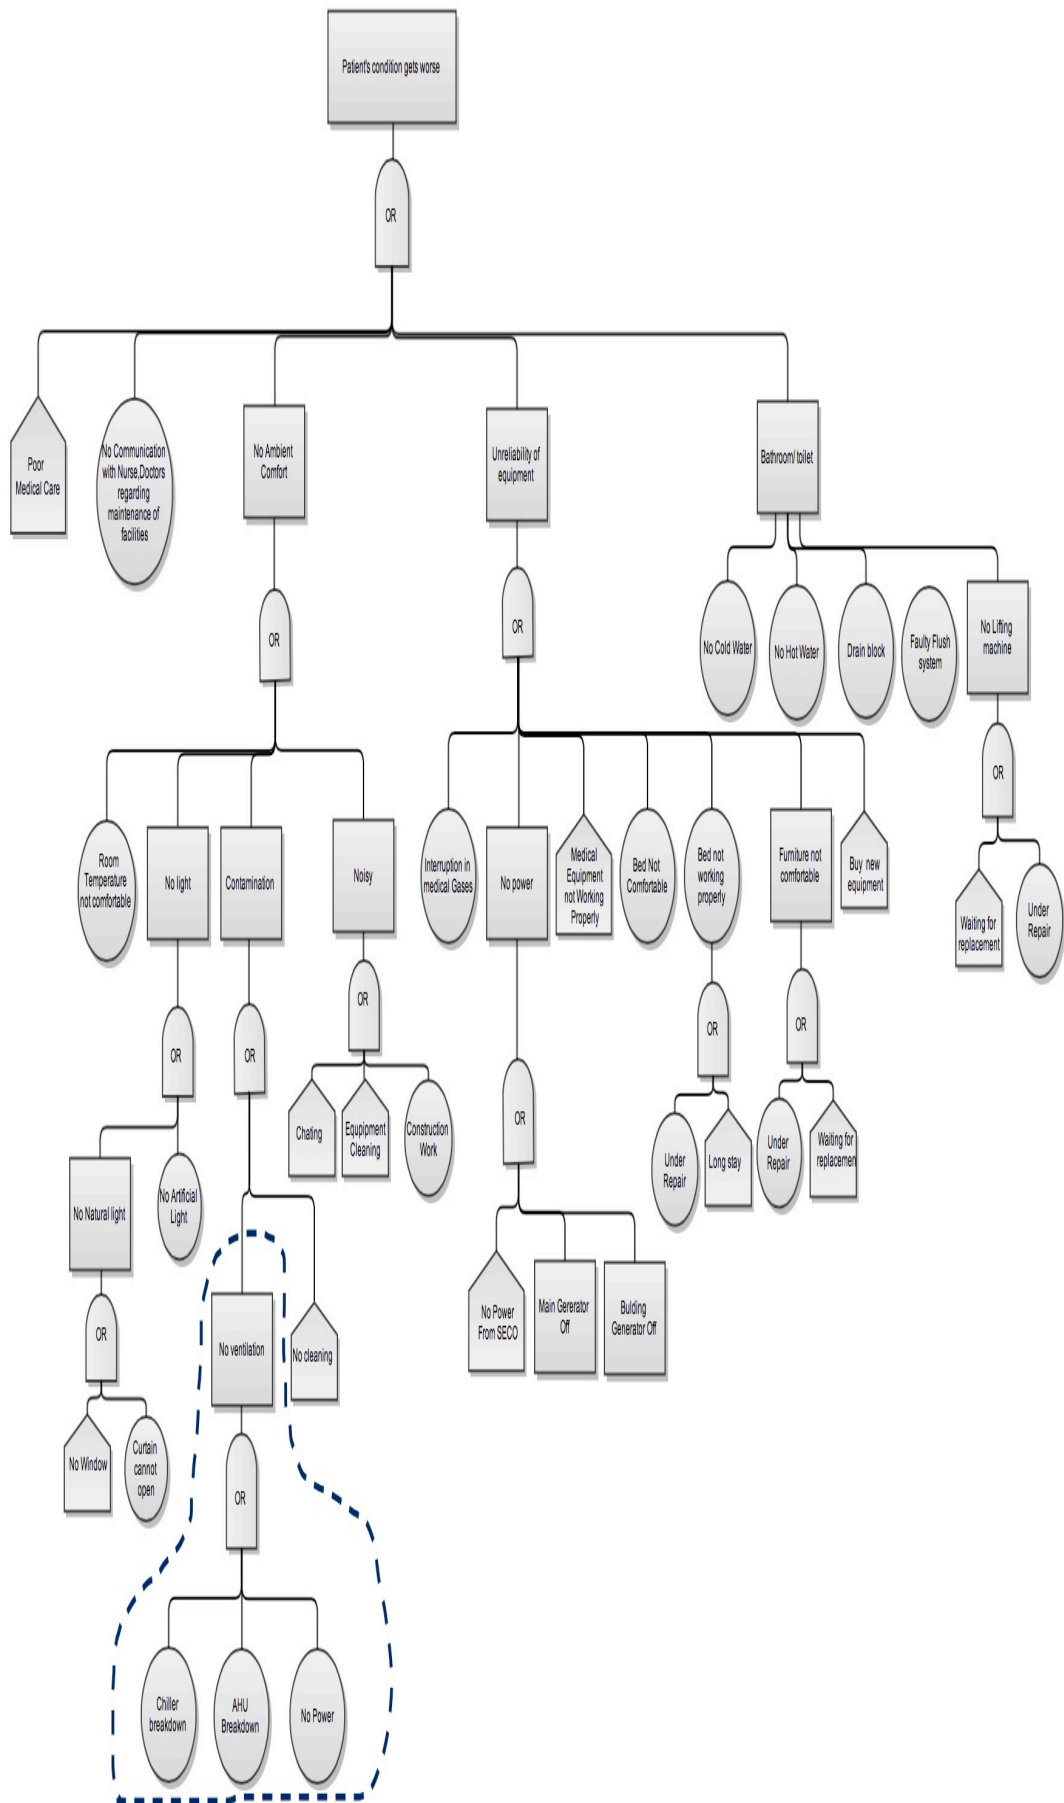 Patient's condition gets worse
OR
Poor
Medical Care
No Communication
with Nurse,Doctors
regarding
maintenance of
facilities
No Ambient
Comfort
Unreliability of
equipment
Bathroom/ toilet
OR
OR
No Cold Water
No Hot Water
Drain block
Faulty Flush
system
No Lifting
machine
OR
Waiting for
replacement
Under
Repair
Room
Temperature
not comfortable
No light
Contamination
Noisy
Interruption in
medical Gases
No power
Medical
Equipment
not Working
Properly
Bed Not
Comfortable
Bed not
working
properly
Furniture not
comfortable
Buy new
equipment
OR
OR
OR
OR
OR
OR
Chating
Equpipment
Cleaning
Construction
Work
Under
Repair
Long stay
Under
Repair
Waiting for
replacemen
No Natural light
No Artificial
Light
No Power
From SECO
Main Gererator
Off
Bulding
Generator Off
OR
No ventilation
No cleaning
No Window
Curtain
cannot
open
OR
Chiller
breakdown
AHU
Breakdown
No Power